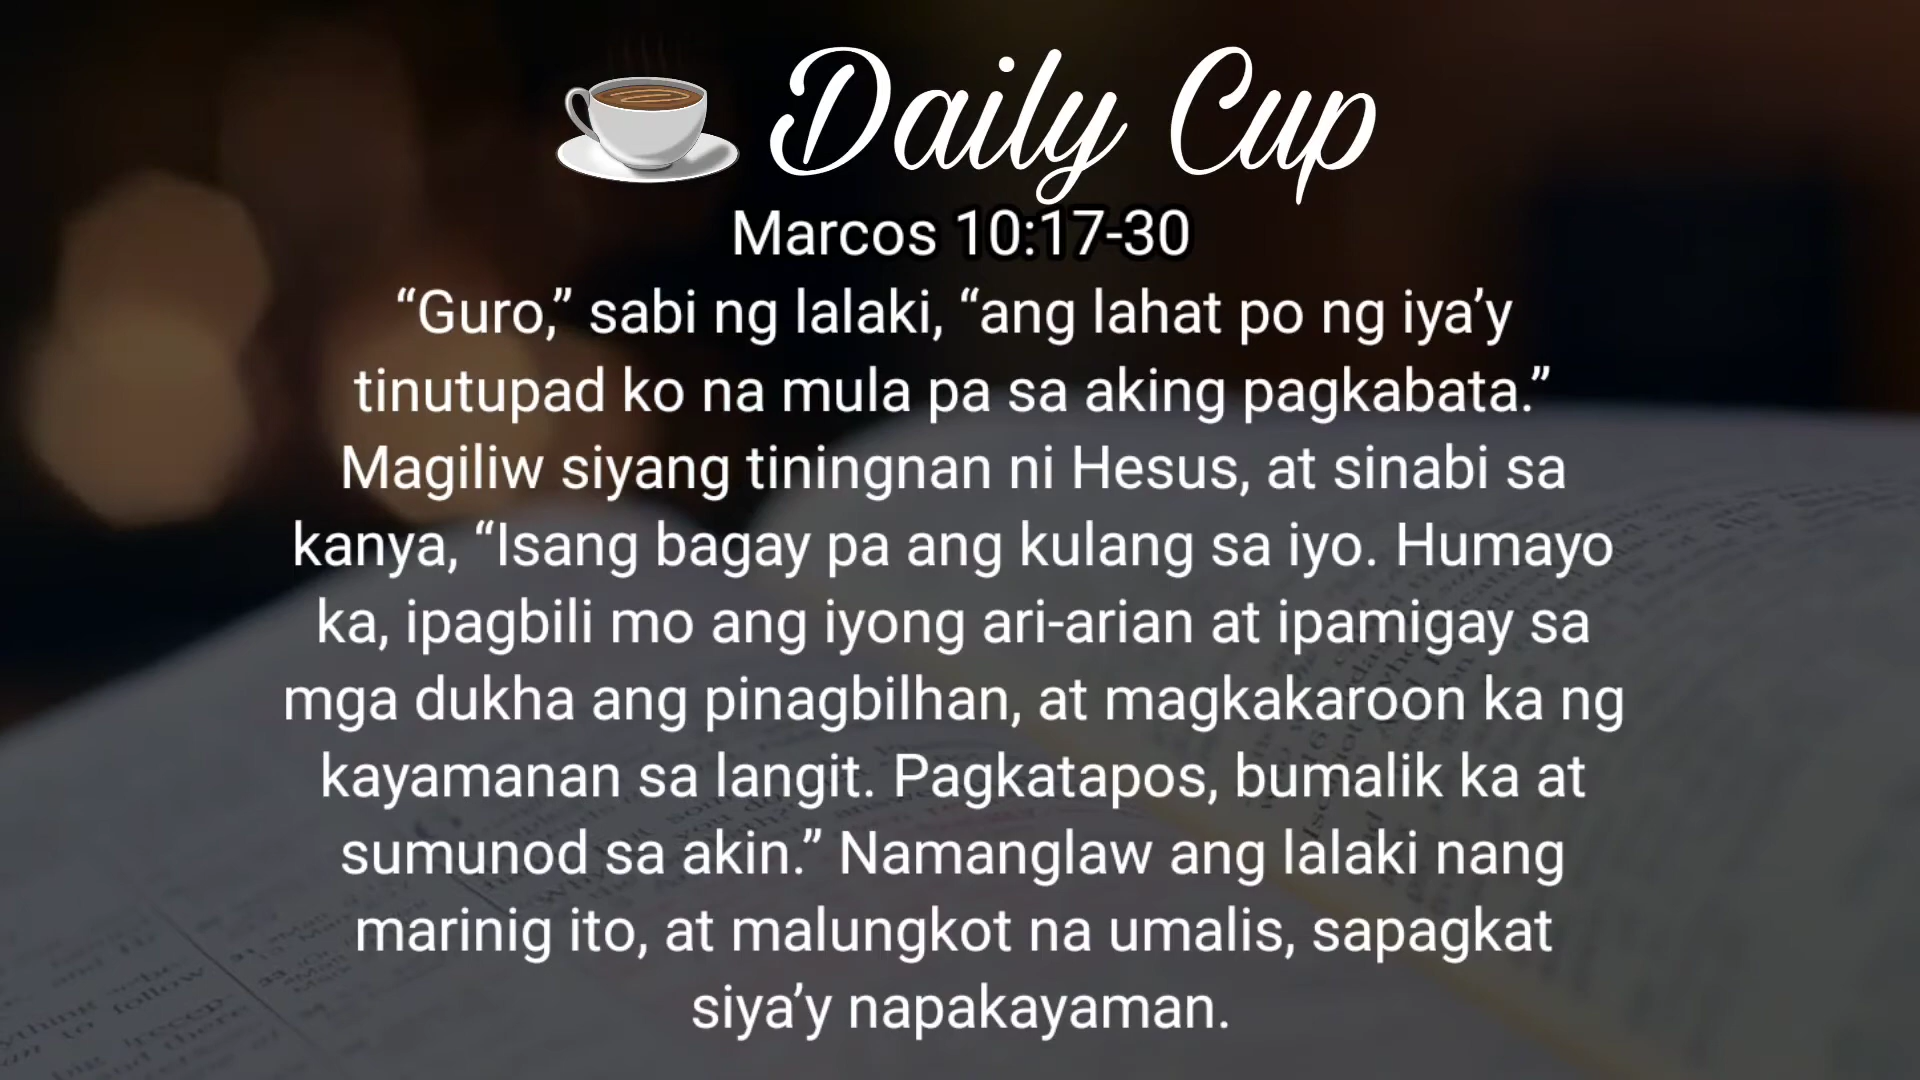 Daily Cup
Marcos 10:17-30
“Guro,” sabi ng lalaki, “ang lahat po ng iya’y
tinutupad ko na mula pa sa aking pagkabata.”
Magiliw siyang tiningnan ni Hesus, at sinabi sa
kanya, “Isang bagay pa ang kulang sa iyo. Humayo
ka, ipagbili mo ang iyong ari-arian at ipamigay sa
mga dukha ang pinagbilhan, at magkakaroon ka ng
kayamanan sa langit. Pagkatapos, bumalik ka at
sumunod sa akin.” Namanglaw ang lalaki nang
marinig ito, at malungkot na umalis, sapagkat
siya’y napakayaman.